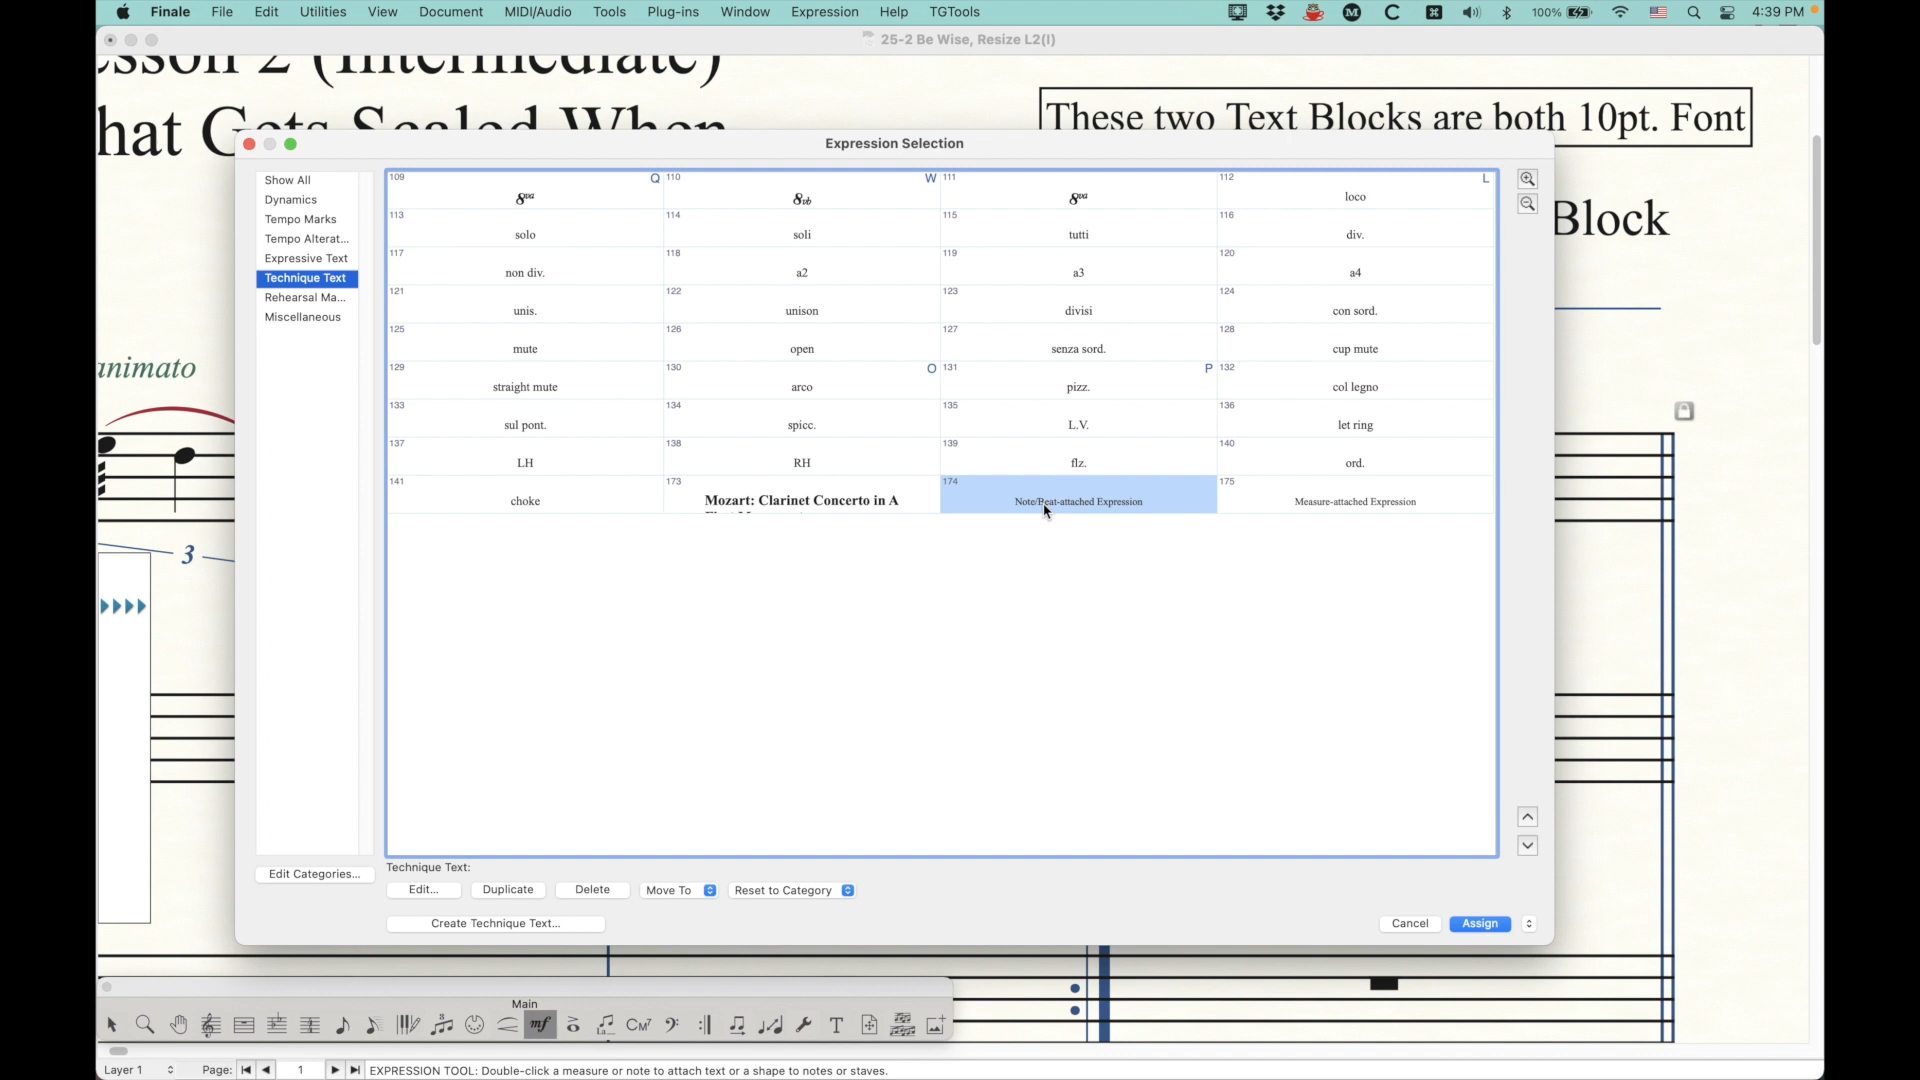 Finale File Edit Utilities View Document MIDI/Audio Tools Plug-ins Window Expression Help TGTools 100% 4:39 PM
25-2 Be Wise, Resize L2(I)
These two Text Blocks are both 10pt. Font
Expression Selection
Show All
Dynamics
Tempo Marks
Tempo Alterat...
Expressive Text
Technique Text
Rehearsal Ma...
Miscellaneous
109 Q 110 W 111 112 L
8va 8vb 8va loco
113 114 115 116
solo soli tutti div.
117 118 119 120
non div. a2 a3 a4
121 122 123 124
unis. unison divisi con sord.
125 126 127 128
mute open senza sord. cup mute
129 130 O 131 P 132
straight mute arco pizz. col legno
133 134 135 136
sul pont. spicc. L.V. let ring
137 138 139 140
LH RH flz. ord.
141 173 174 175
choke Mozart: Clarinet Concerto in A Note/Beat-attached Expression Measure-attached Expression
Block
animato
3
Edit Categories...
Technique Text:
Edit... Duplicate Delete Move To Reset to Category
Create Technique Text... Cancel Assign
Main
mf CM7
Layer 1 Page: 1 EXPRESSION TOOL: Double-click a measure or note to attach text or a shape to notes or staves.